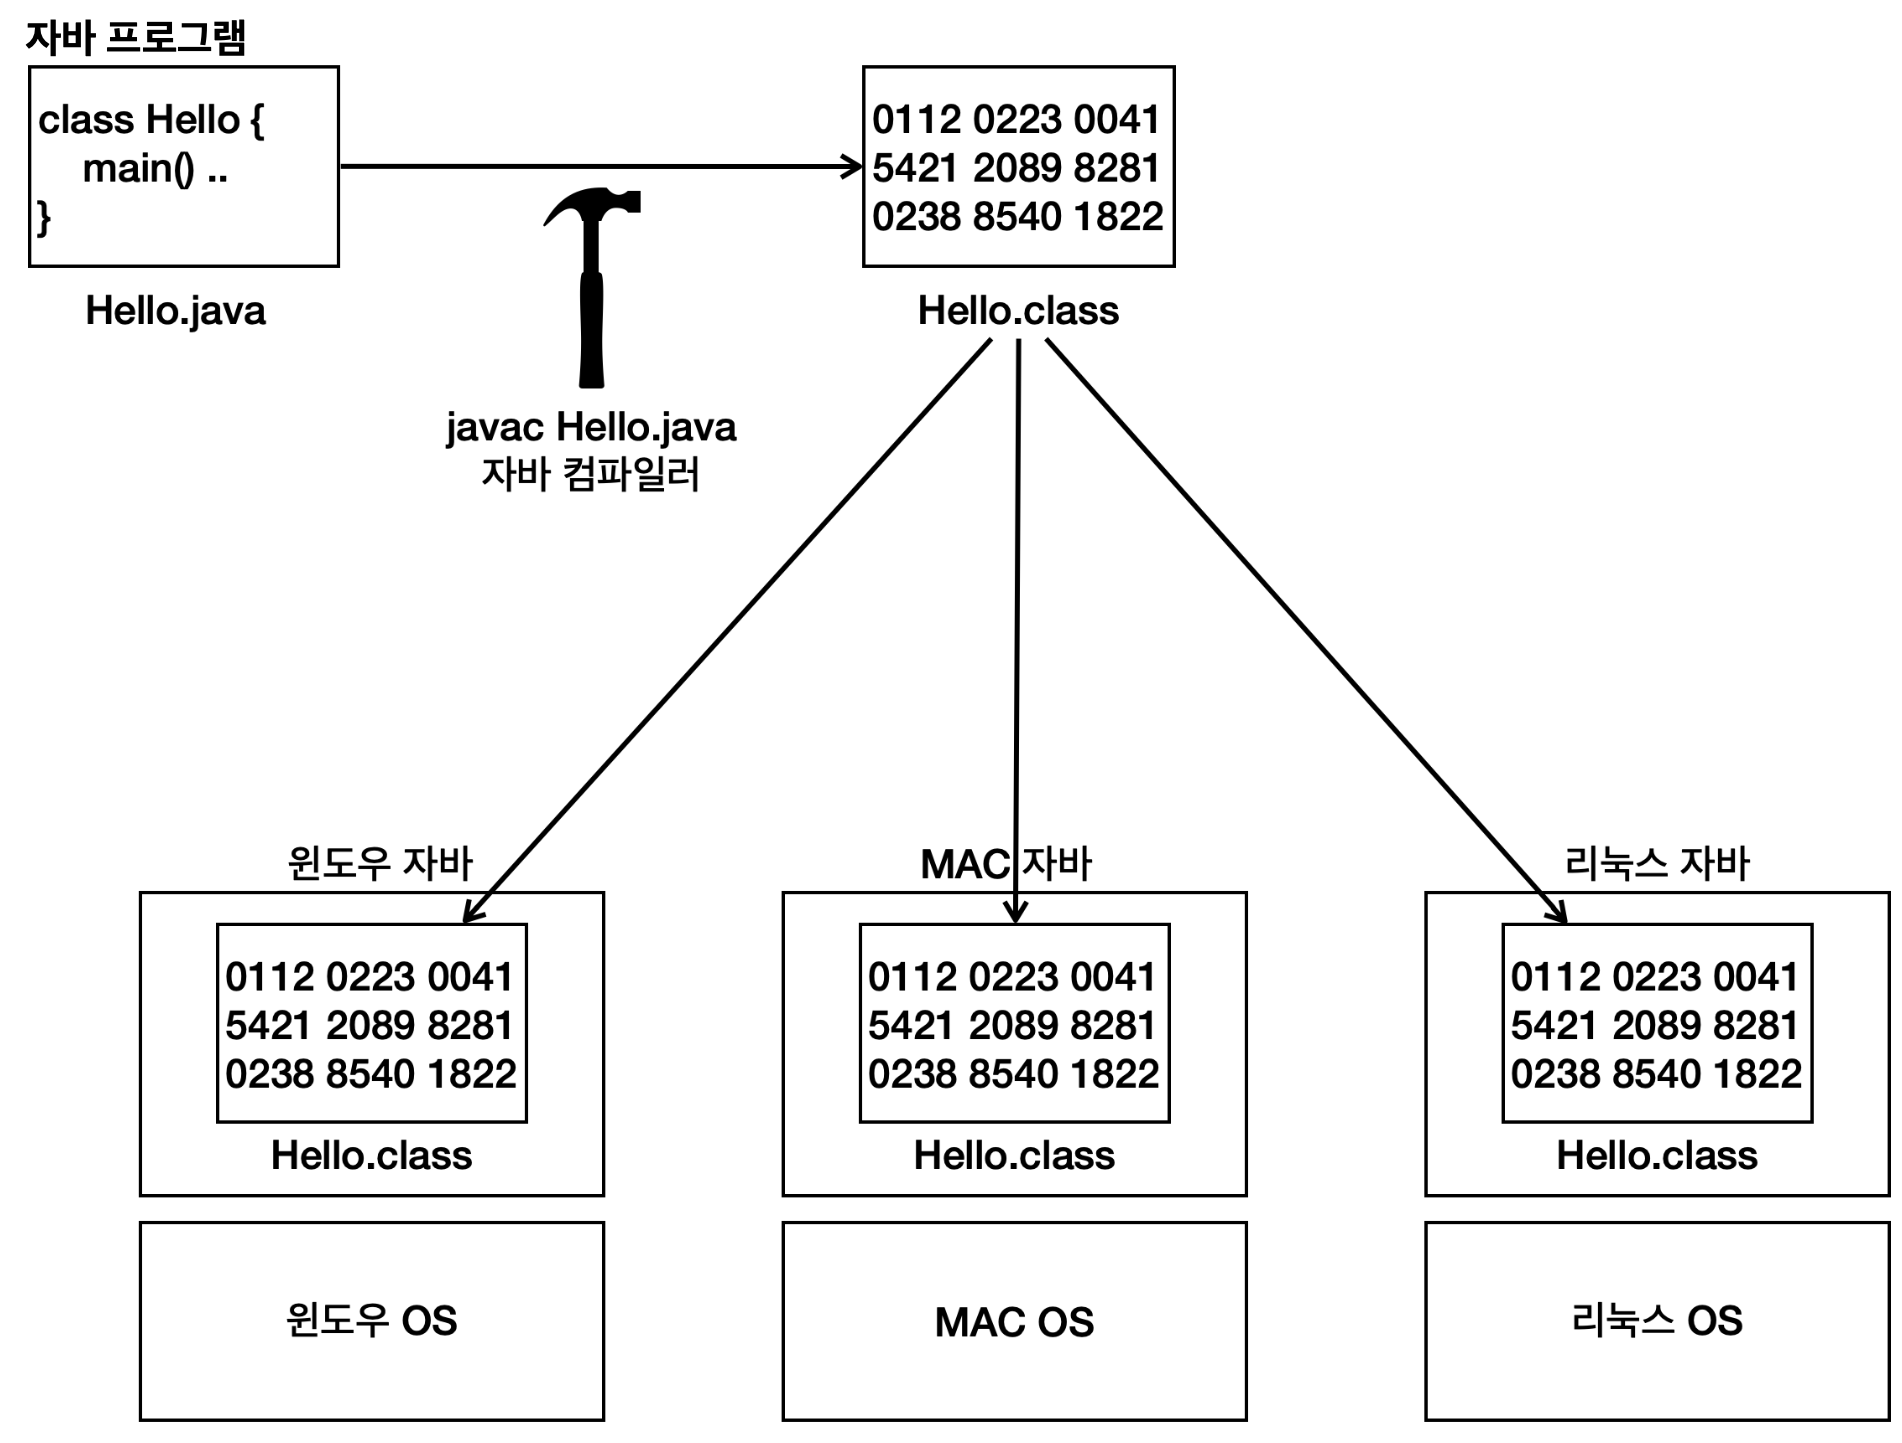 자바 프로그램
class Hello {
main() ..
}
Hello.java
javac Hello.java
자바 컴파일러
0112 0223 0041
5421 2089 8281
0238 8540 1822
Hello.class
윈도우 자바
0112 0223 0041
5421 2089 8281
0238 8540 1822
Hello.class
윈도우 OS
MAC 자바
0112 0223 0041
5421 2089 8281
0238 8540 1822
Hello.class
MAC OS
리눅스 자바
0112 0223 0041
5421 2089 8281
0238 8540 1822
Hello.class
리눅스 OS